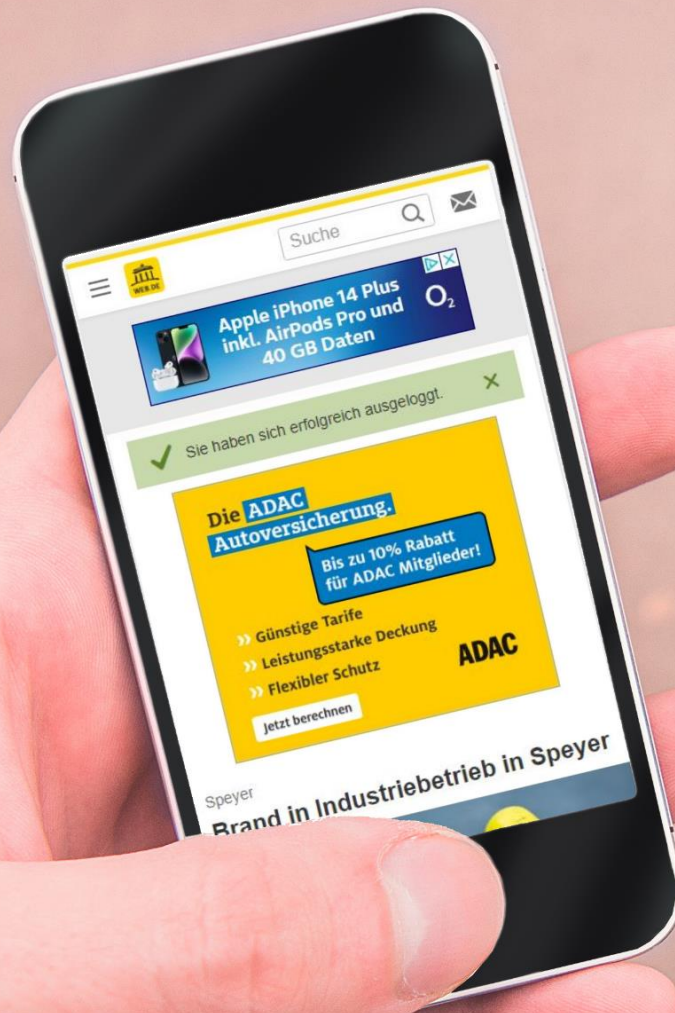 WEB.DE
Suche
Apple iPhone 14 Plus
inkl. AirPods Pro und
40 GB Daten
O2
Sie haben sich erfolgreich ausgeloggt.
Die ADAC
Autoversicherung.
Bis zu 10% Rabatt
für ADAC Mitglieder!
» Günstige Tarife
» Leistungsstarke Deckung
» Flexibler Schutz
ADAC
Jetzt berechnen
Speyer
Brand in Industriebetrieb in Speyer